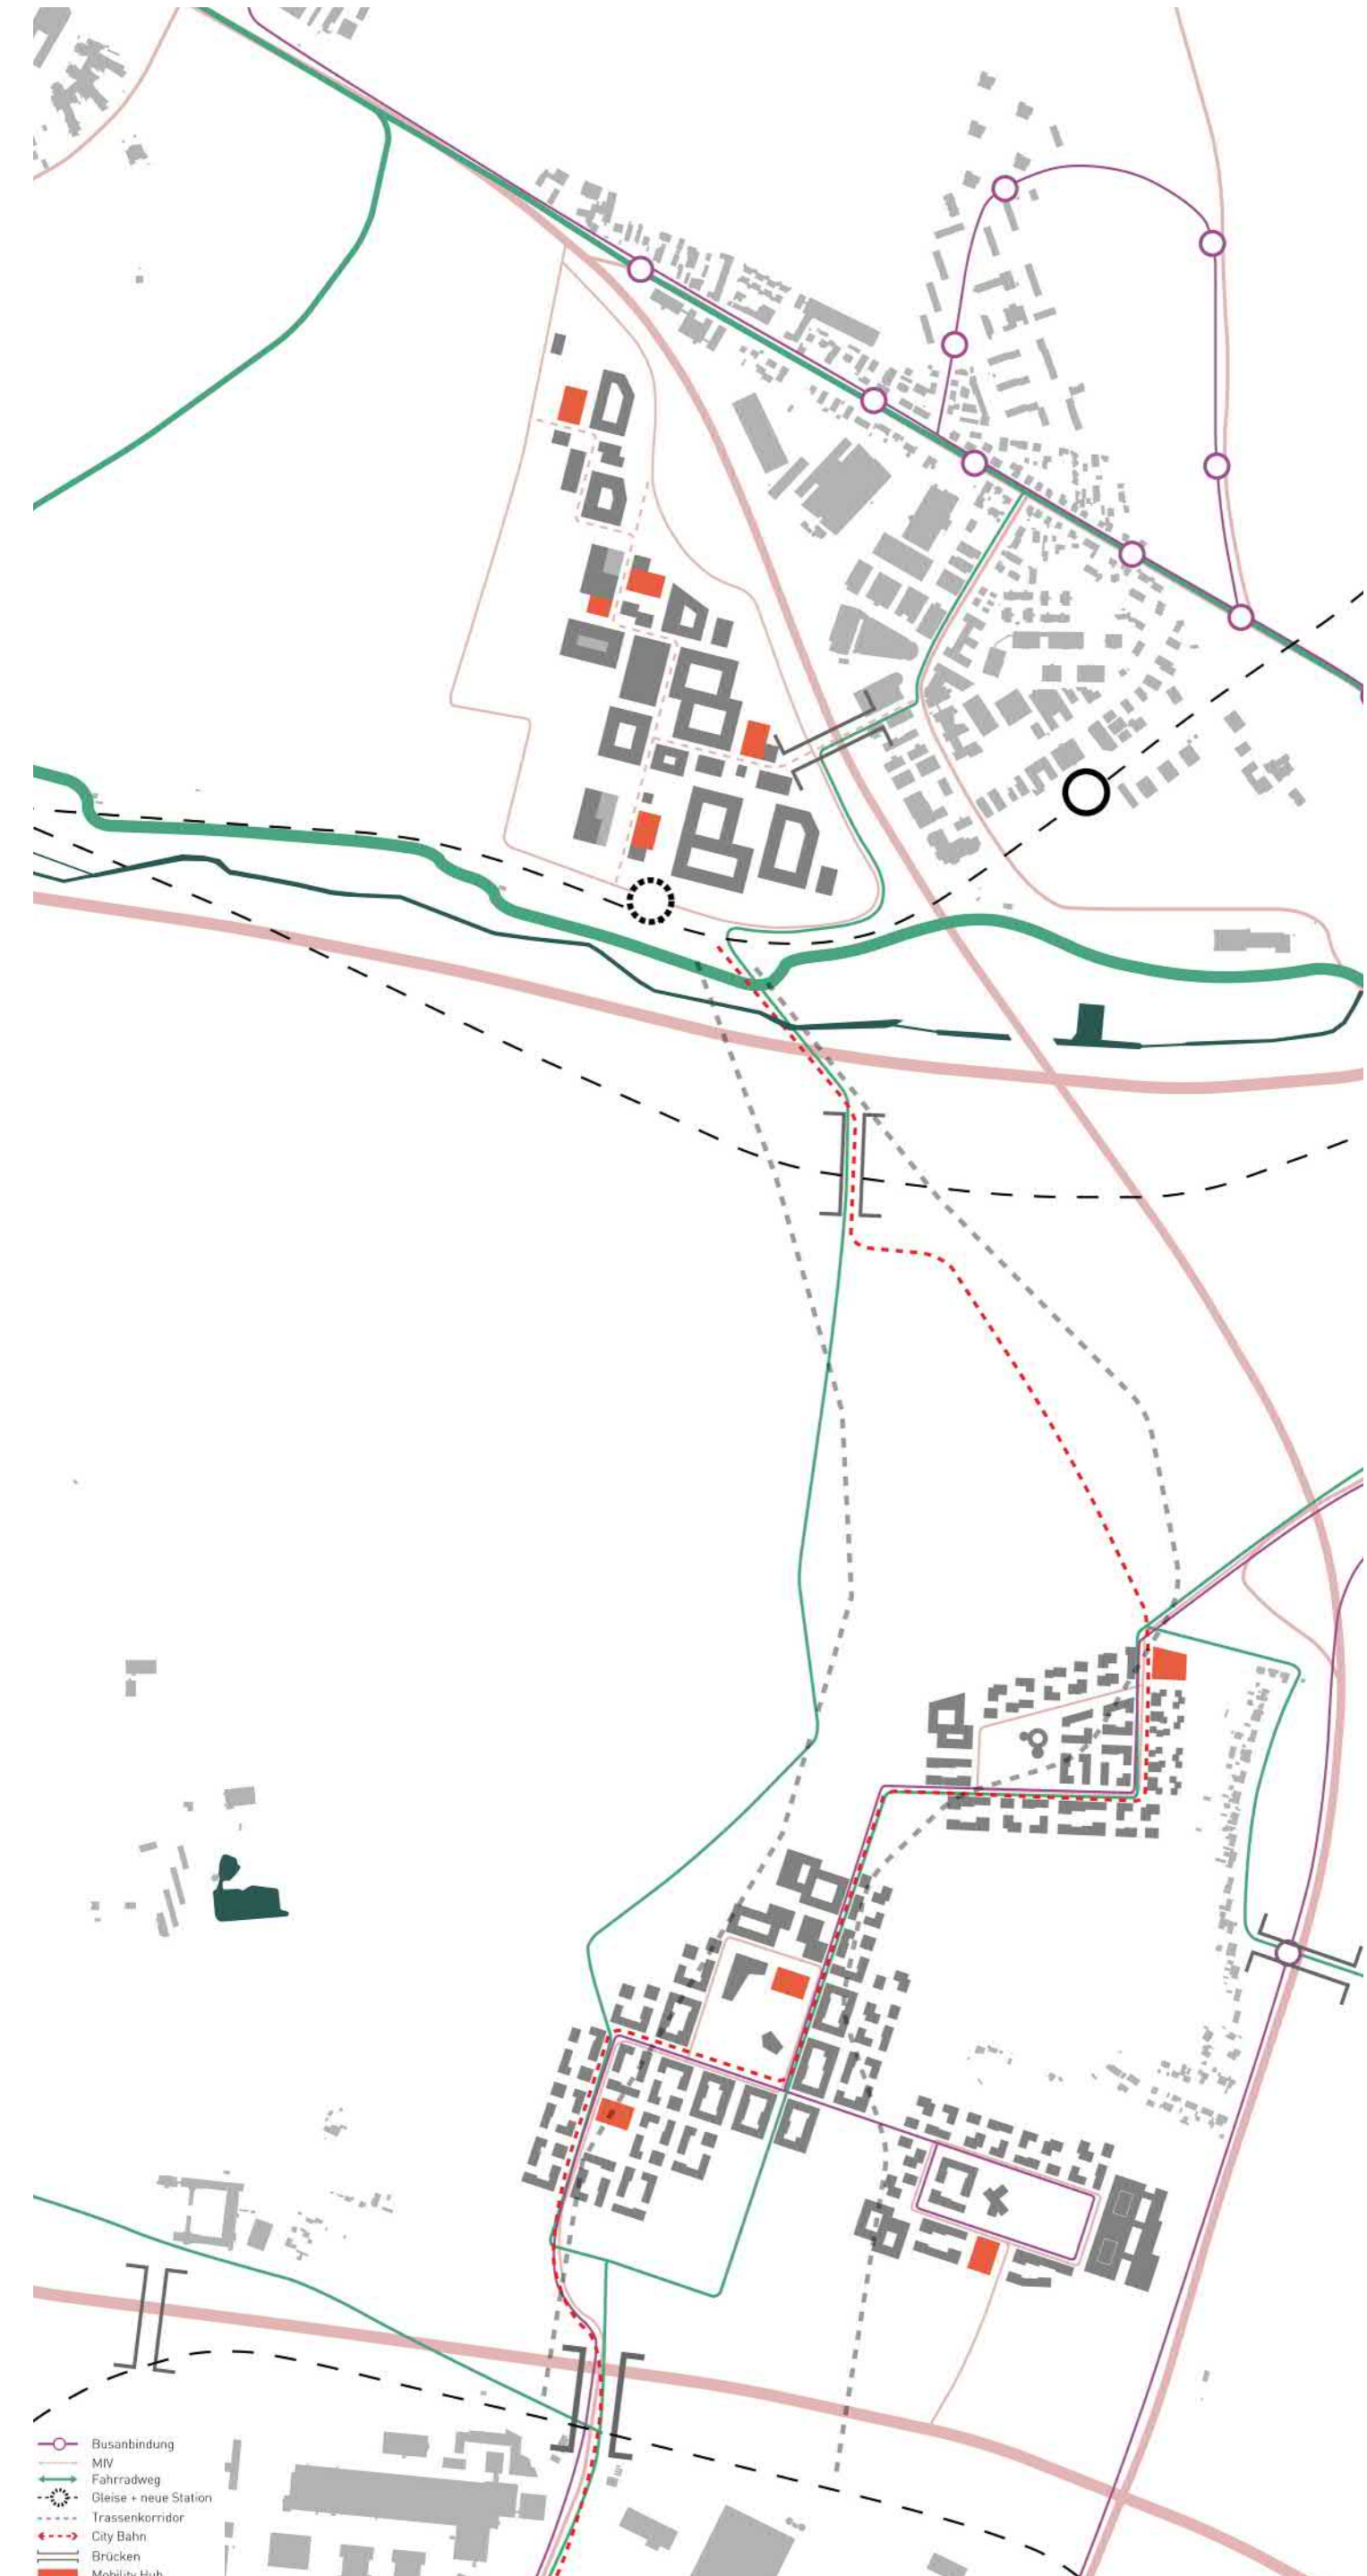 Busanbindung
MIV
Fahrradweg
Gleise + neue Station
Trassenkorridor
City Bahn
Brücken
Mobility Hub